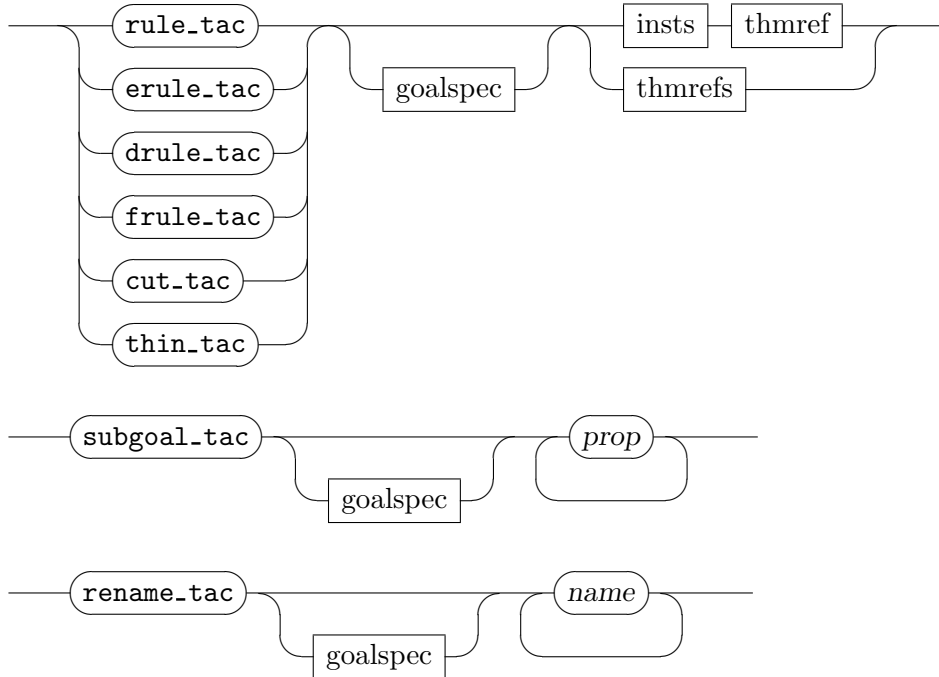 rule_tac insts thmref
erule_tac goalspec thmrefs
drule_tac
frule_tac
cut_tac
thin_tac
subgoal_tac prop
goalspec
rename_tac name
goalspec